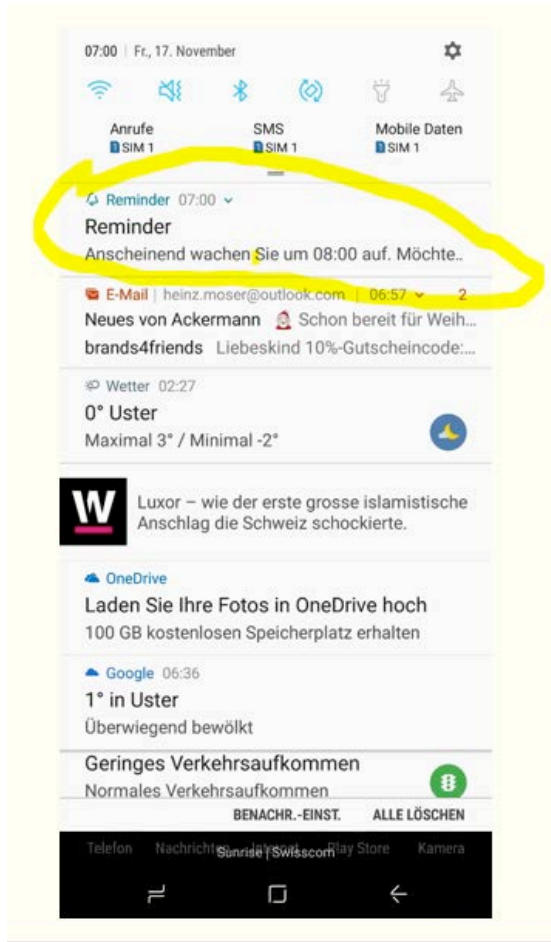 07:00 | Fr., 17. November
Anrufe SMS Mobile Daten
1 SIM 1 1 SIM 1 1 SIM 1
Reminder 07:00
Reminder
Anscheinend wachen Sie um 08:00 auf. Möchte..
E-Mail | heinz.moser@outlook.com | 06:57 2
Neues von Ackermann 🎅 Schon bereit für Weih...
brands4friends Liebeskind 10%-Gutscheincode:...
Wetter 02:27
0° Uster
Maximal 3° / Minimal -2°
W
Luxor – wie der erste grosse islamistische
Anschlag die Schweiz schockierte.
OneDrive
Laden Sie Ihre Fotos in OneDrive hoch
100 GB kostenlosen Speicherplatz erhalten
Google 06:36
1° in Uster
Überwiegend bewölkt
Geringes Verkehrsaufkommen
Normales Verkehrsaufkommen
BENACHR.-EINST. ALLE LÖSCHEN
Telefon Play Store Kamera
Sunrise | Swisscom